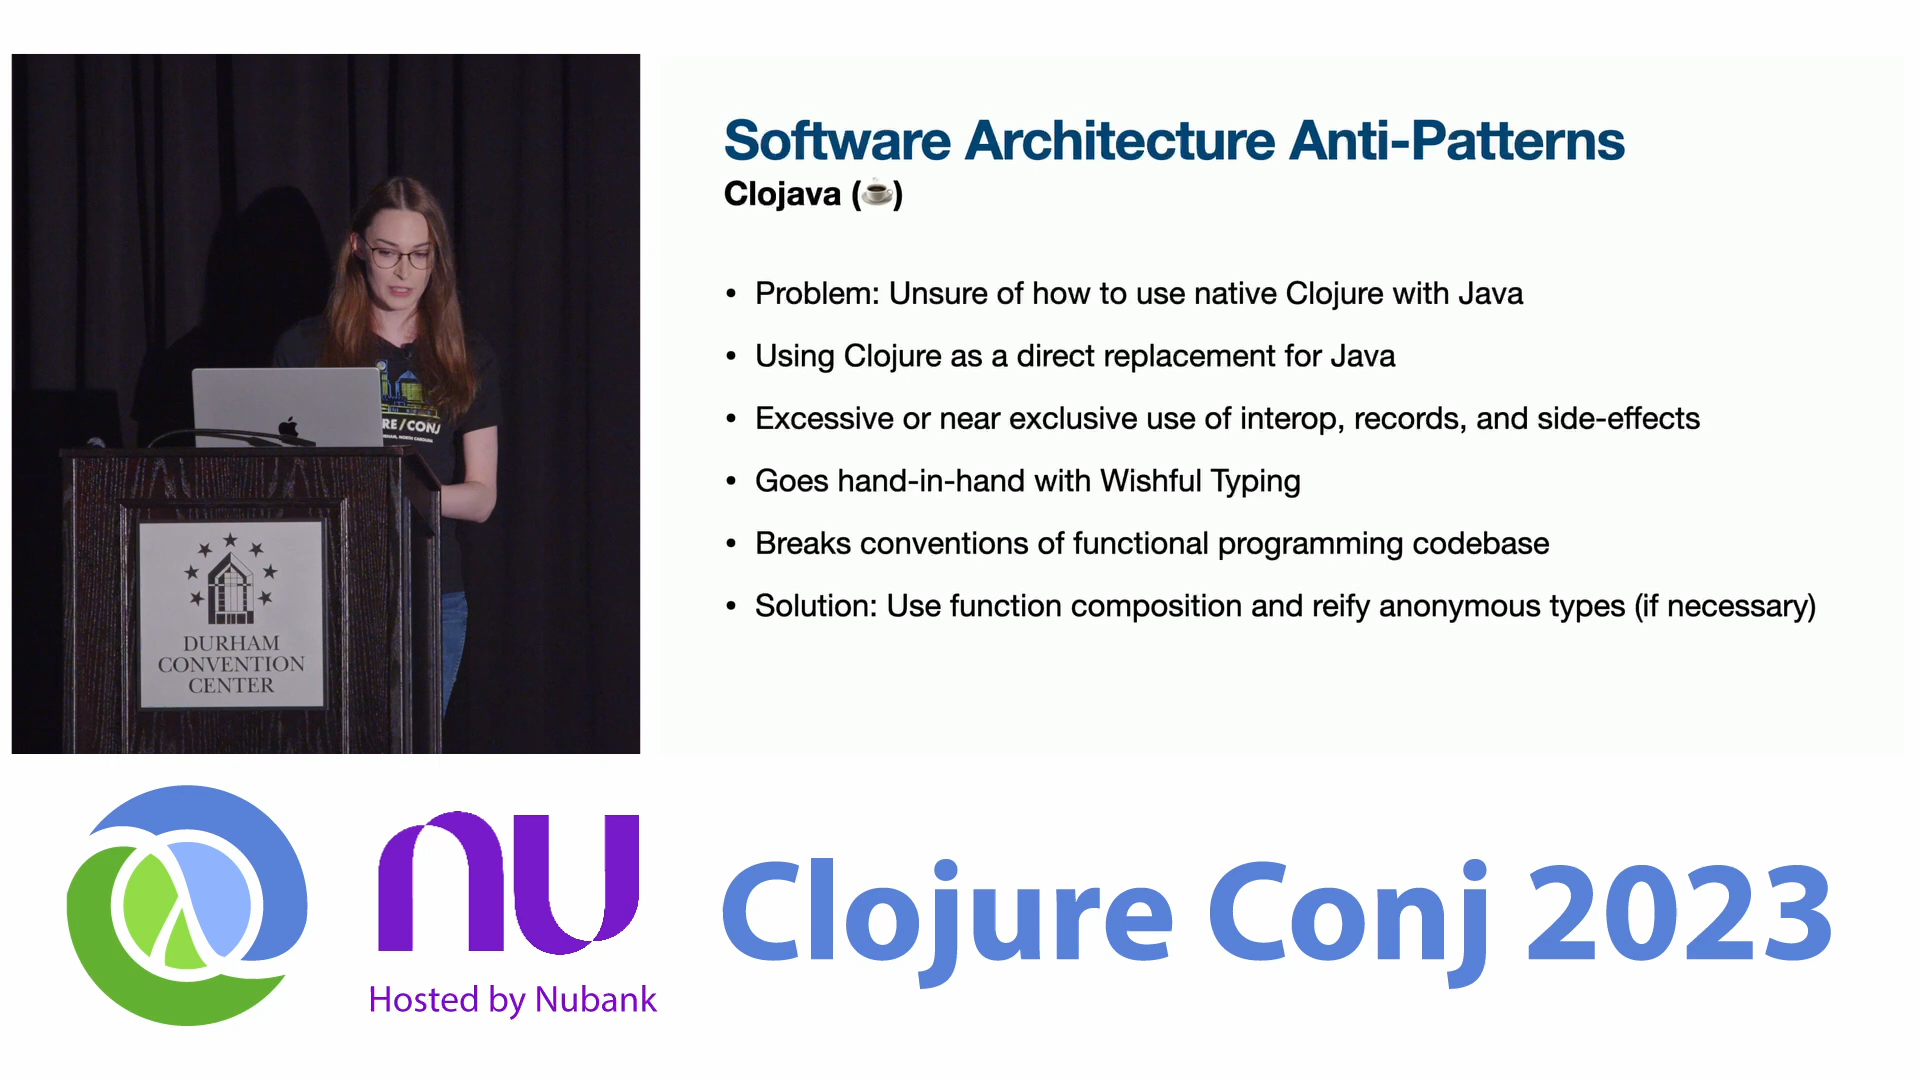 Software Architecture Anti-Patterns
Clojava (☕)
• Problem: Unsure of how to use native Clojure with Java
• Using Clojure as a direct replacement for Java
• Excessive or near exclusive use of interop, records, and side-effects
• Goes hand-in-hand with Wishful Typing
• Breaks conventions of functional programming codebase
• Solution: Use function composition and reify anonymous types (if necessary)
RE/CONJ
DURHAM
CONVENTION
CENTER
nu
Hosted by Nubank
Clojure Conj 2023